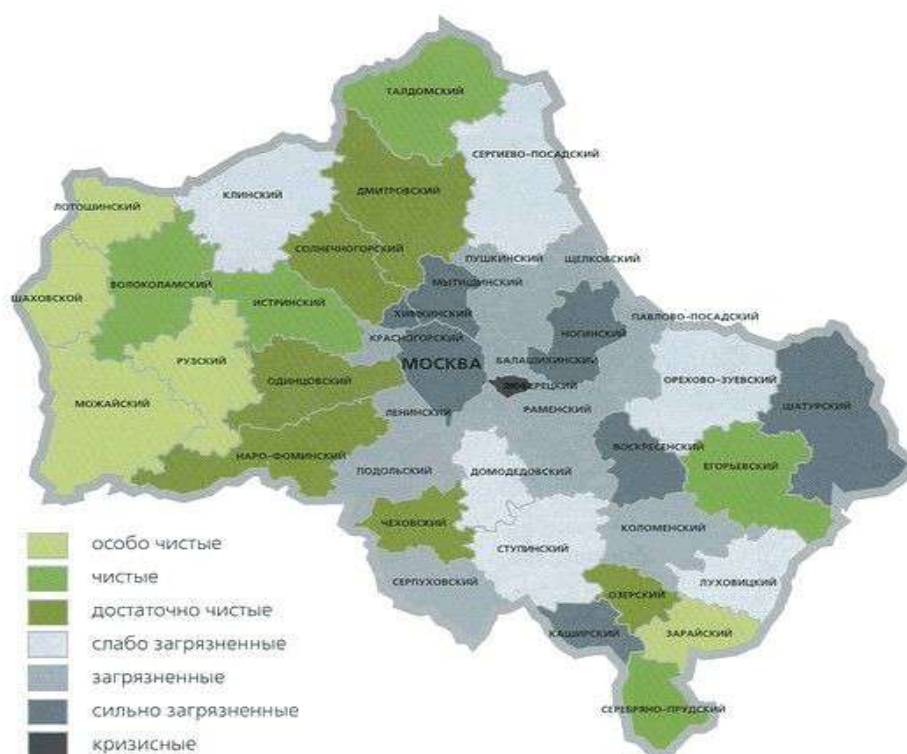 ТАЛДОМСКИЙ
СЕРГИЕВО-ПОСАДСКИЙ
КЛИНСКИЙ
ДМИТРОВСКИЙ
ЛОТОШИНСКИЙ
СОЛНЕЧНОГОРСКИЙ
ПУШКИНСКИЙ
ЩЕЛКОВСКИЙ
ВОЛОКОЛАМСКИЙ
МЫТИЩИНСКИЙ
ШАХОВСКОЙ
ИСТРИНСКИЙ
ХИМКИНСКИЙ
ПАВЛОВО-ПОСАДСКИЙ
КРАСНОГОРСКИЙ
НОГИНСКИЙ
РУЗСКИЙ
МОСКВА
БАЛАШИХИНСКИЙ
ОДИНЦОВСКИЙ
ЛЮБЕРЕЦКИЙ
ОРЕХОВО-ЗУЕВСКИЙ
МОЖАЙСКИЙ
ЛЕНИНСКИЙ
РАМЕНСКИЙ
ШАТУРСКИЙ
НАРО-ФОМИНСКИЙ
ВОСКРЕСЕНСКИЙ
ПОДОЛЬСКИЙ
ДОМОДЕДОВСКИЙ
ЕГОРЬЕВСКИЙ
ЧЕХОВСКИЙ
КОЛОМЕНСКИЙ
СТУПИНСКИЙ
СЕРПУХОВСКИЙ
ЛУХОВИЦКИЙ
ОЗЕРСКИЙ
КАШИРСКИЙ
ЗАРАЙСКИЙ
СЕРЕБРЯНО-ПРУДСКИЙ
особо чистые
чистые
достаточно чистые
слабо загрязненные
загрязненные
сильно загрязненные
кризисные